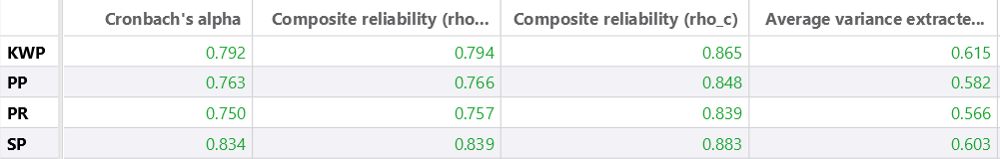 Cronbach's alpha Composite reliability (rho... Composite reliability (rho_c) Average variance extracte...
KWP 0.792 0.794 0.865 0.615
PP 0.763 0.766 0.848 0.582
PR 0.750 0.757 0.839 0.566
SP 0.834 0.839 0.883 0.603